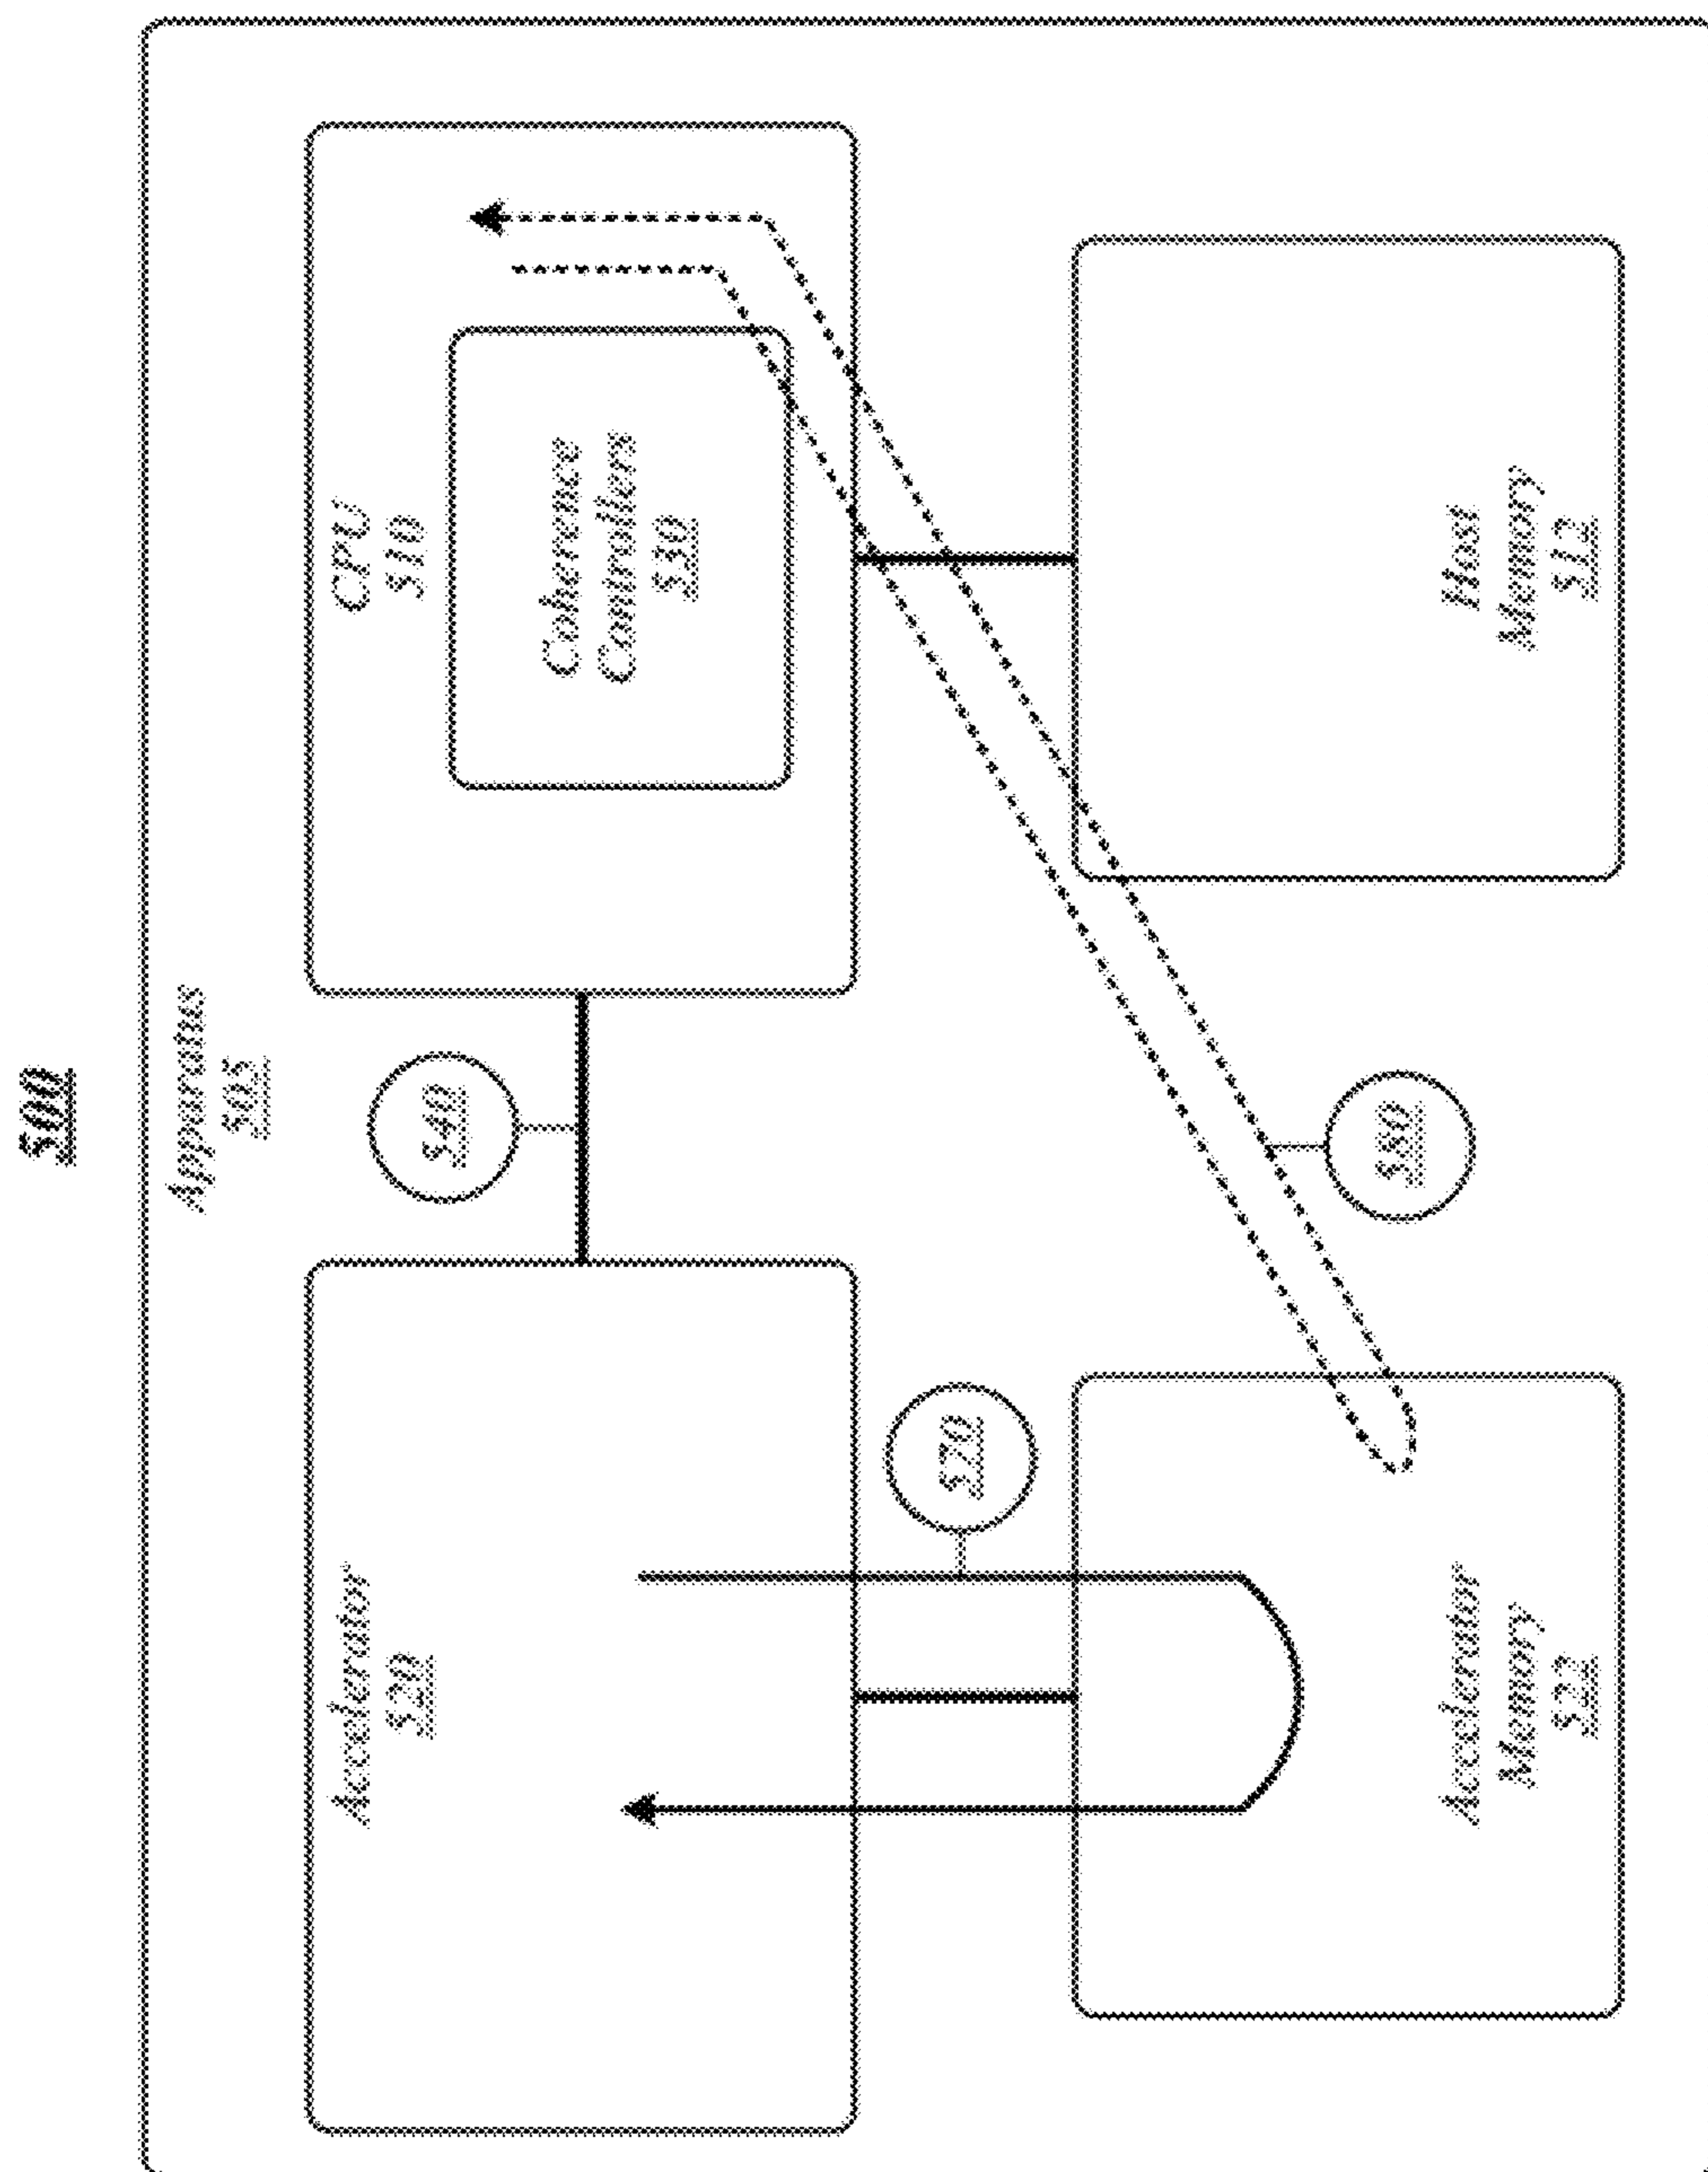 500
Apparatus
505
Accelerator
520
540
CPU
510
Coherence
Controllers
530
570
580
Accelerator
Memory
522
Host
Memory
512